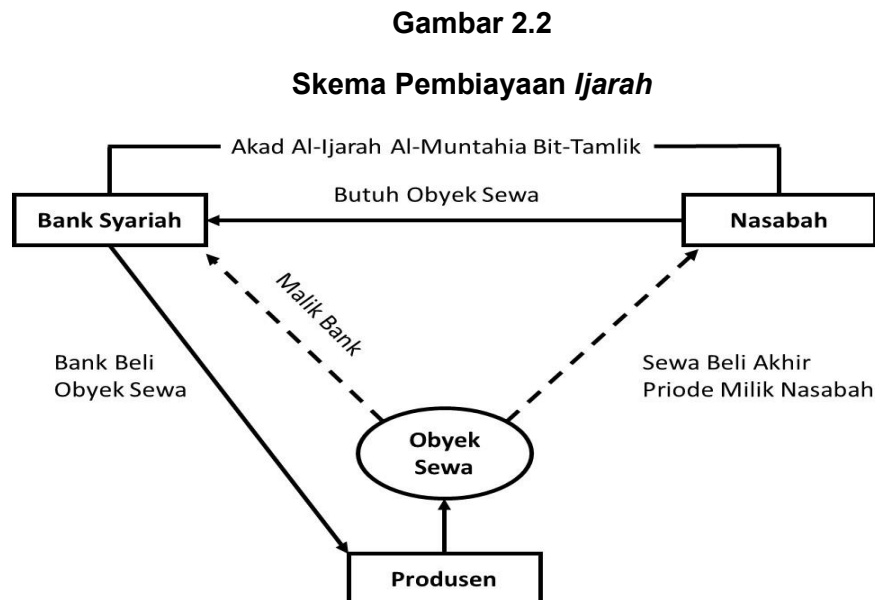 Gambar 2.2
Skema Pembiayaan Ijarah
Akad Al-Ijarah Al-Muntahia Bit-Tamlik
Butuh Obyek Sewa
Bank Syariah
Nasabah
Malik Bank
Bank Beli
Obyek Sewa
Sewa Beli Akhir
Priode Milik Nasabah
Obyek
Sewa
Produsen